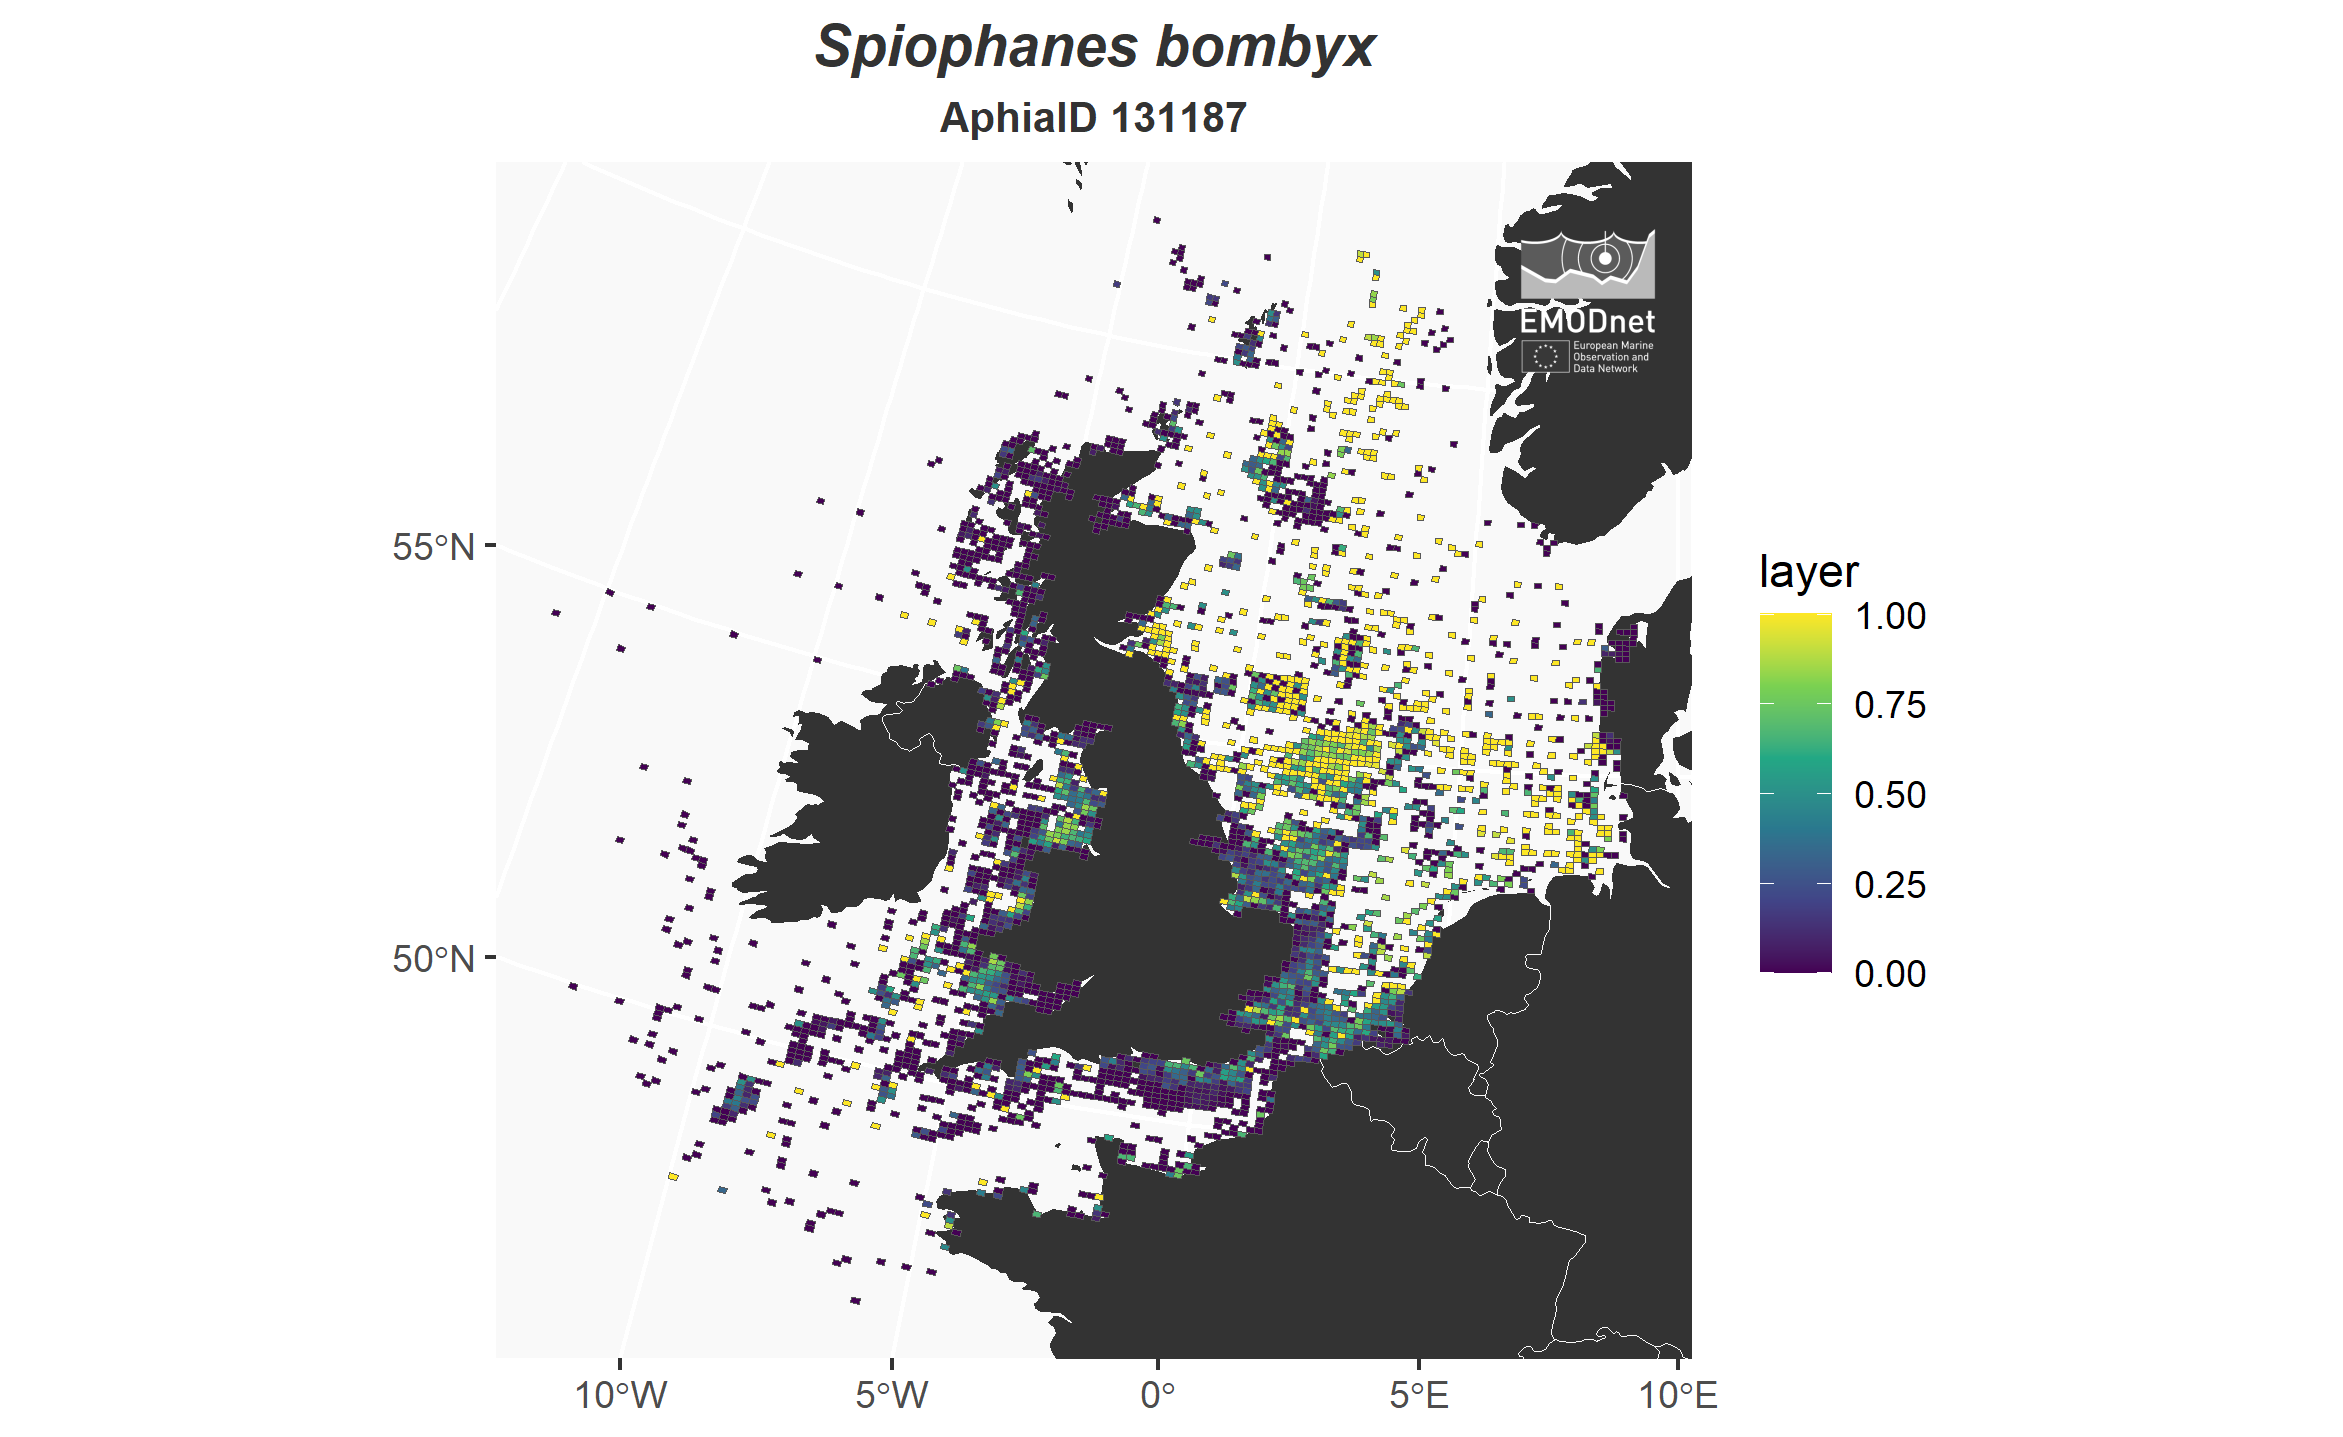 Spiophanes bombyx
AphiaID 131187
EMODnet
European Marine
Observation and
Data Network
55°N
50°N
10°W
5°W
0°
5°E
10°E
layer
1.00
0.75
0.50
0.25
0.00